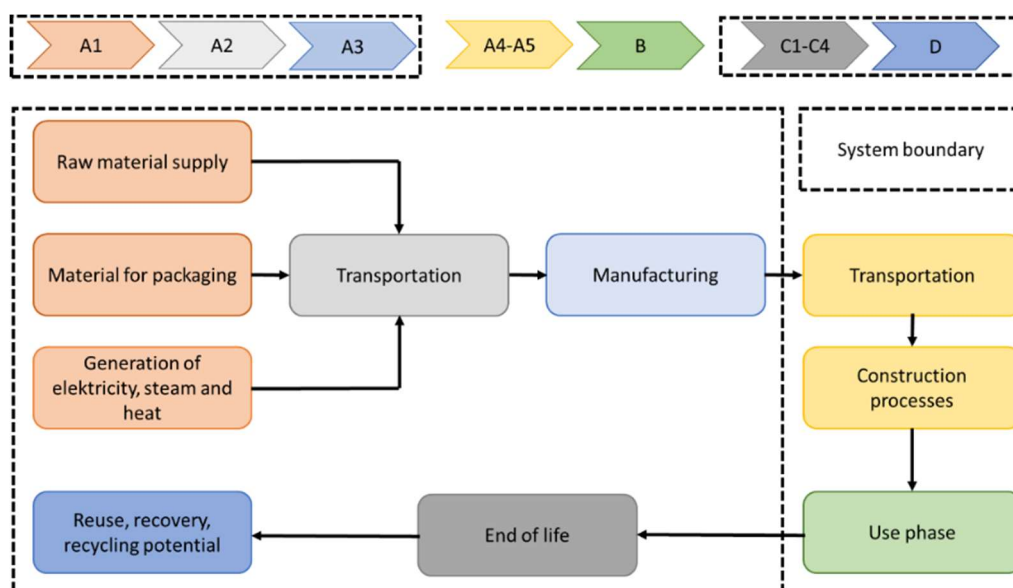 A1
A2
A3
A4-A5
B
C1-C4
D
Raw material supply
System boundary
Material for packaging
Transportation
Manufacturing
Transportation
Generation of
elektricity, steam and
heat
Construction
processes
Reuse, recovery,
recycling potential
End of life
Use phase